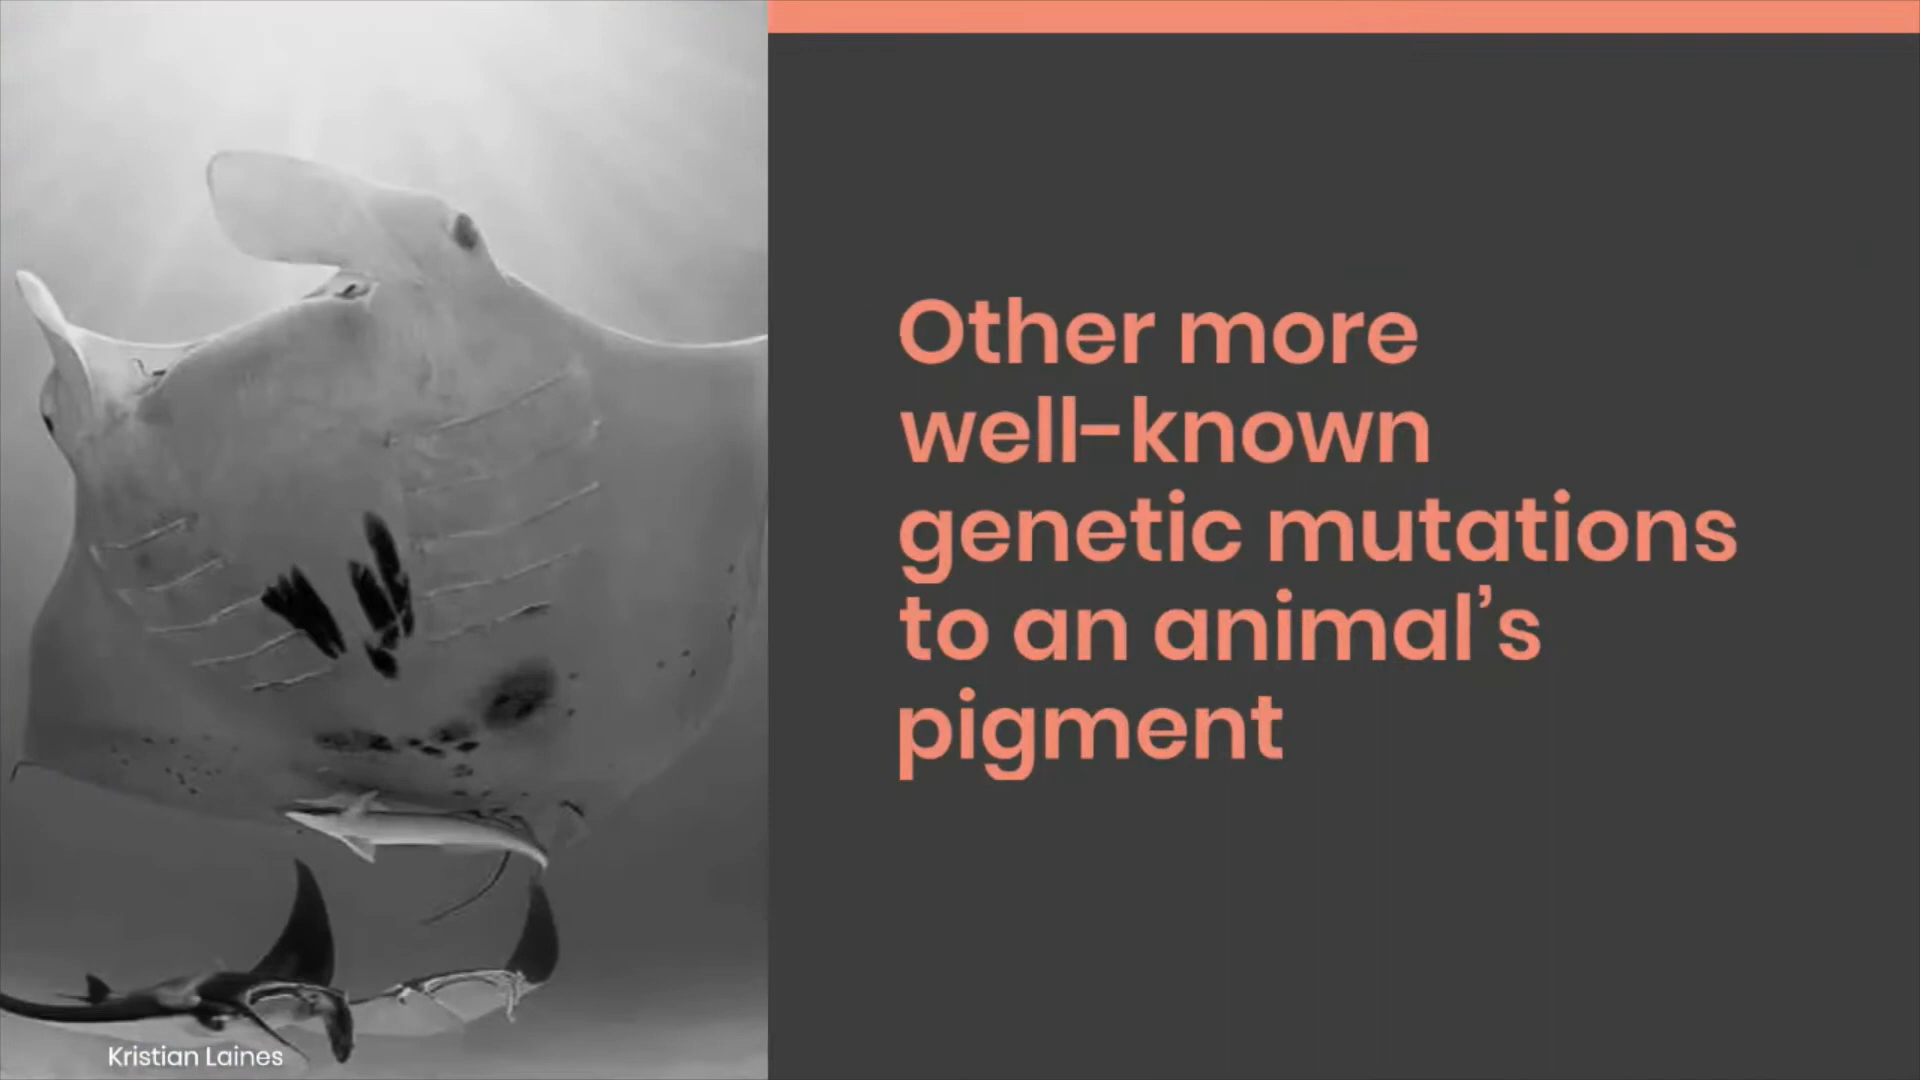 Other more
well-known
genetic mutations
to an animal's
pigment
Kristian Laines